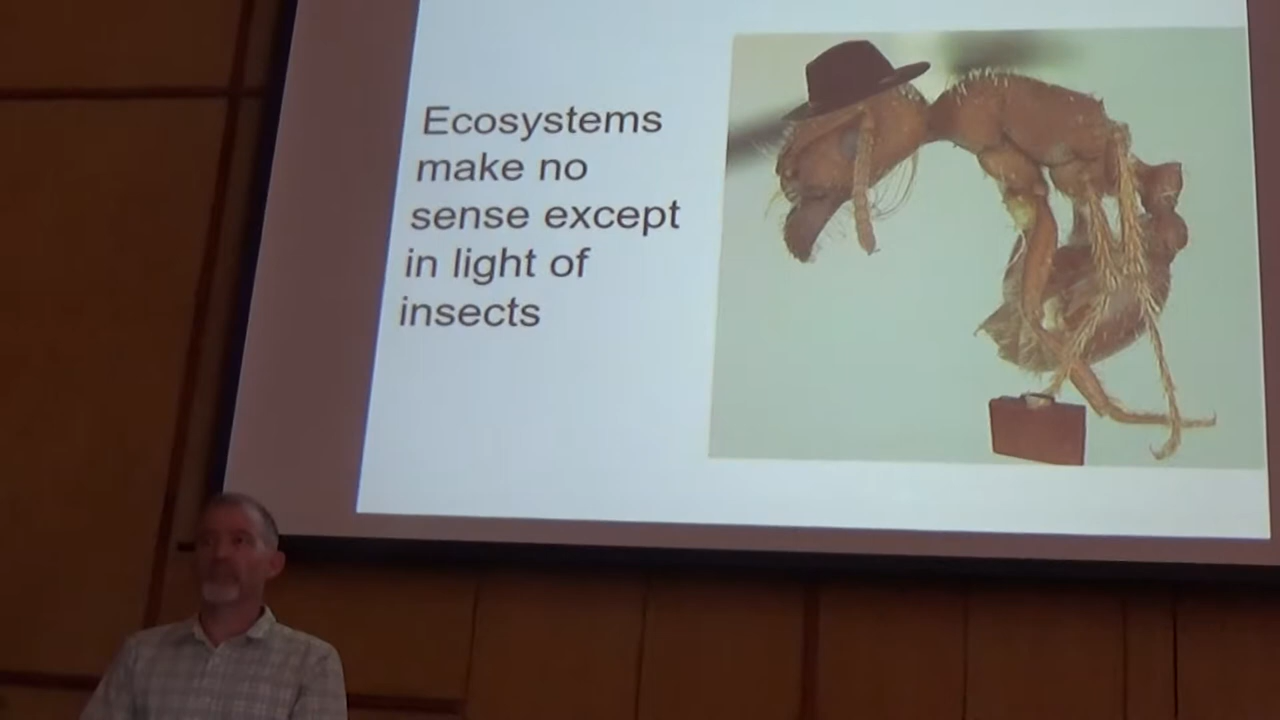 Ecosystems
make no
sense except
in light of
insects